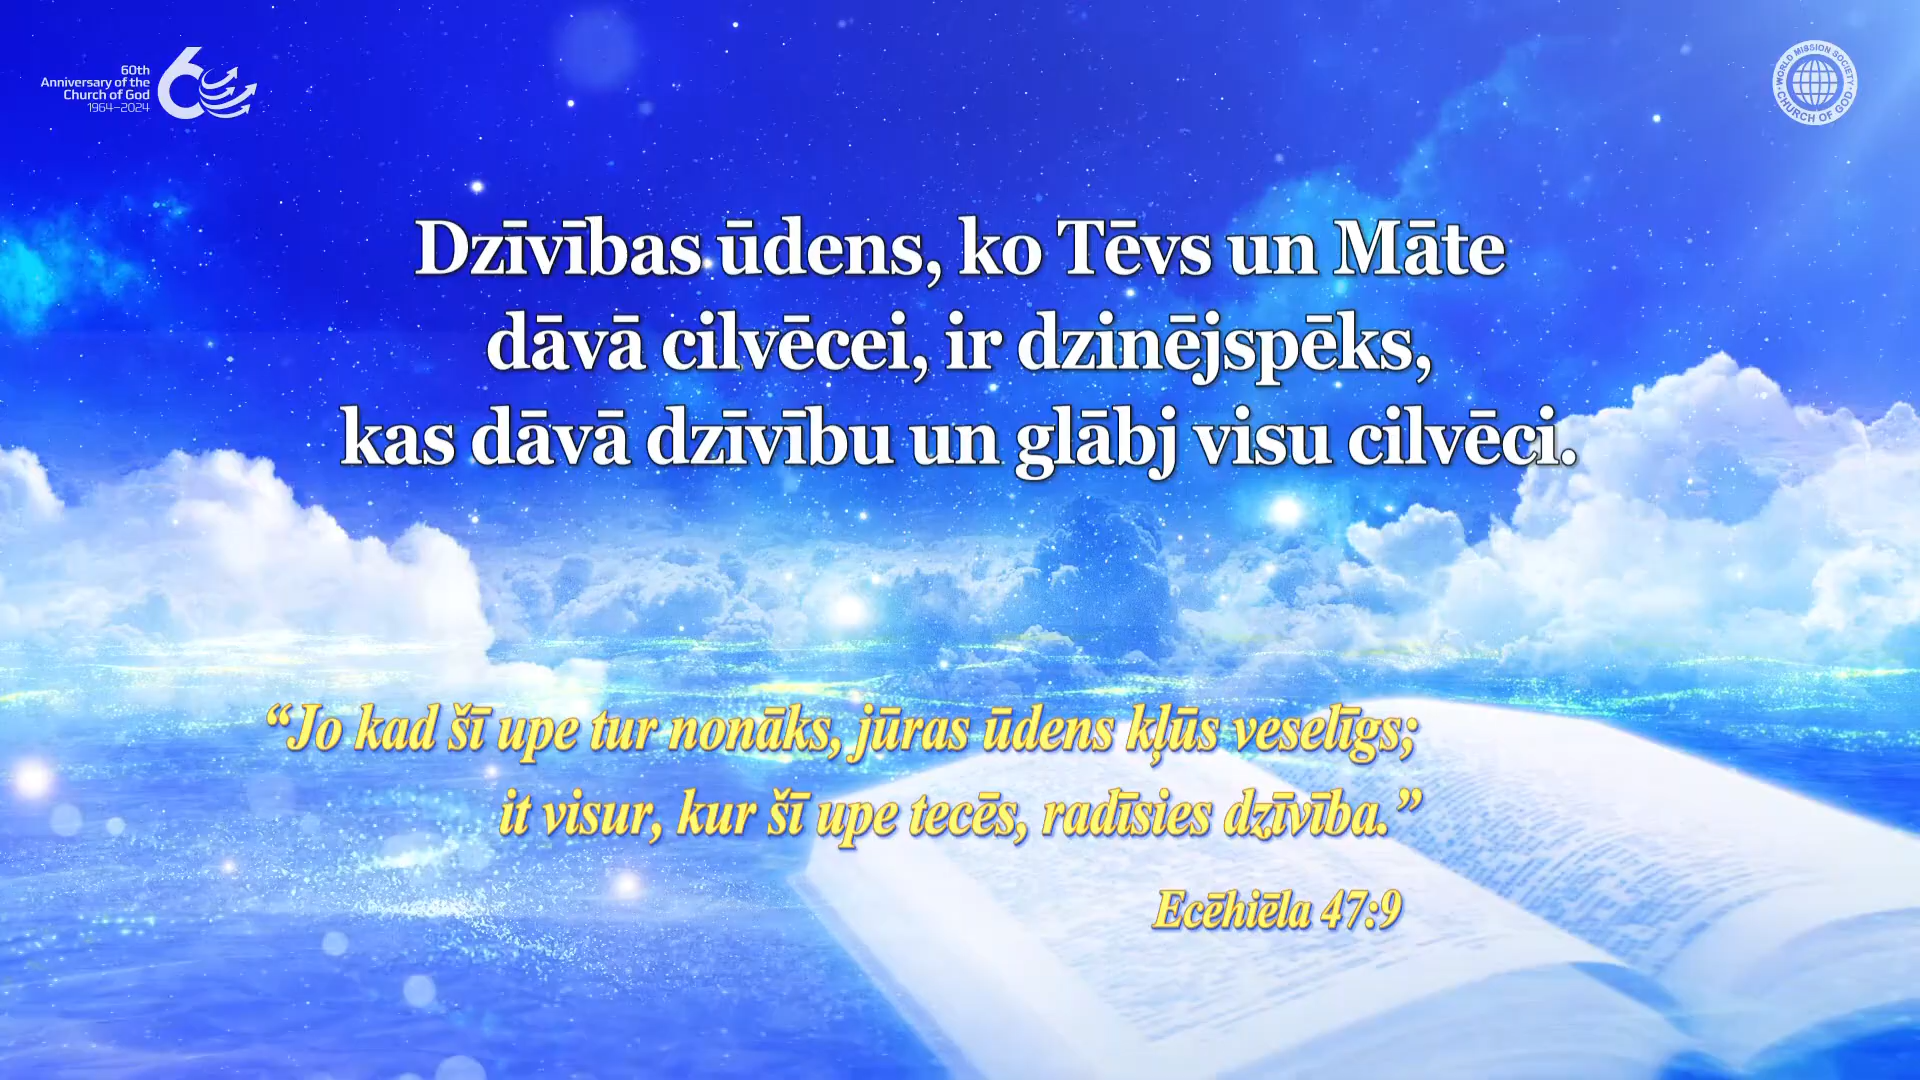 60th
Anniversary of the
Church of God
1964–2024
WORLD MISSION SOCIETY
CHURCH OF GOD
Dzīvības ūdens, ko Tēvs un Māte
dāvā cilvēcei, ir dzinējspēks,
kas dāvā dzīvību un glābj visu cilvēci.
“Jo kad šī upe tur nonāks, jūras ūdens kļūs veselīgs;
it visur, kur šī upe tecēs, radīsies dzīvība.”
Ecēhiēla 47:9